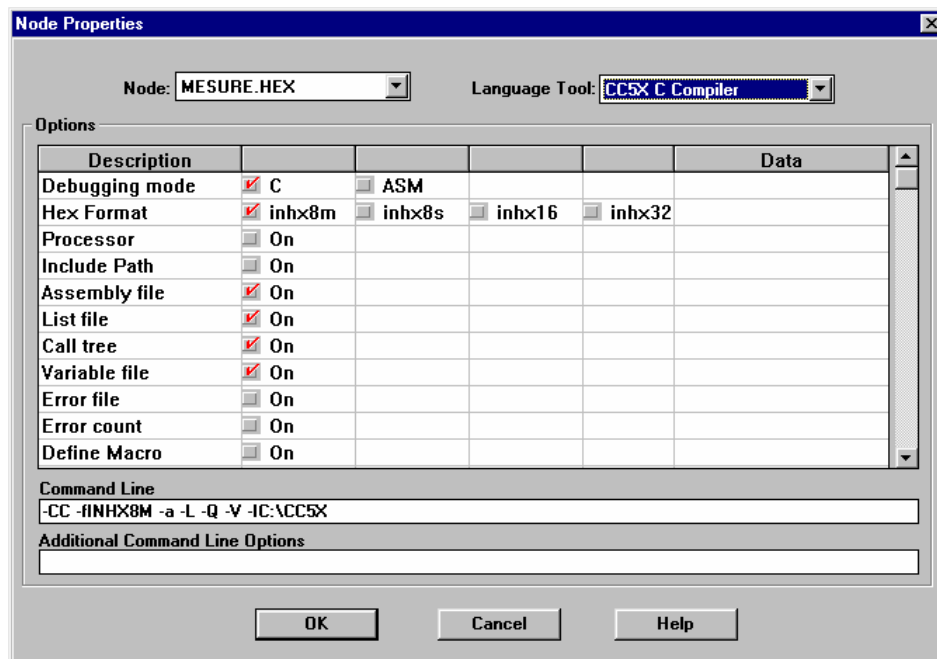 Node Properties
Node: MESURE.HEX Language Tool: CC5X C Compiler
Options
Description Data
Debugging mode C ASM
Hex Format inhx8m inhx8s inhx16 inhx32
Processor On
Include Path On
Assembly file On
List file On
Call tree On
Variable file On
Error file On
Error count On
Define Macro On
Command Line
-CC -fINHX8M -a -L -Q -V -IC:\CC5X
Additional Command Line Options
OK Cancel Help